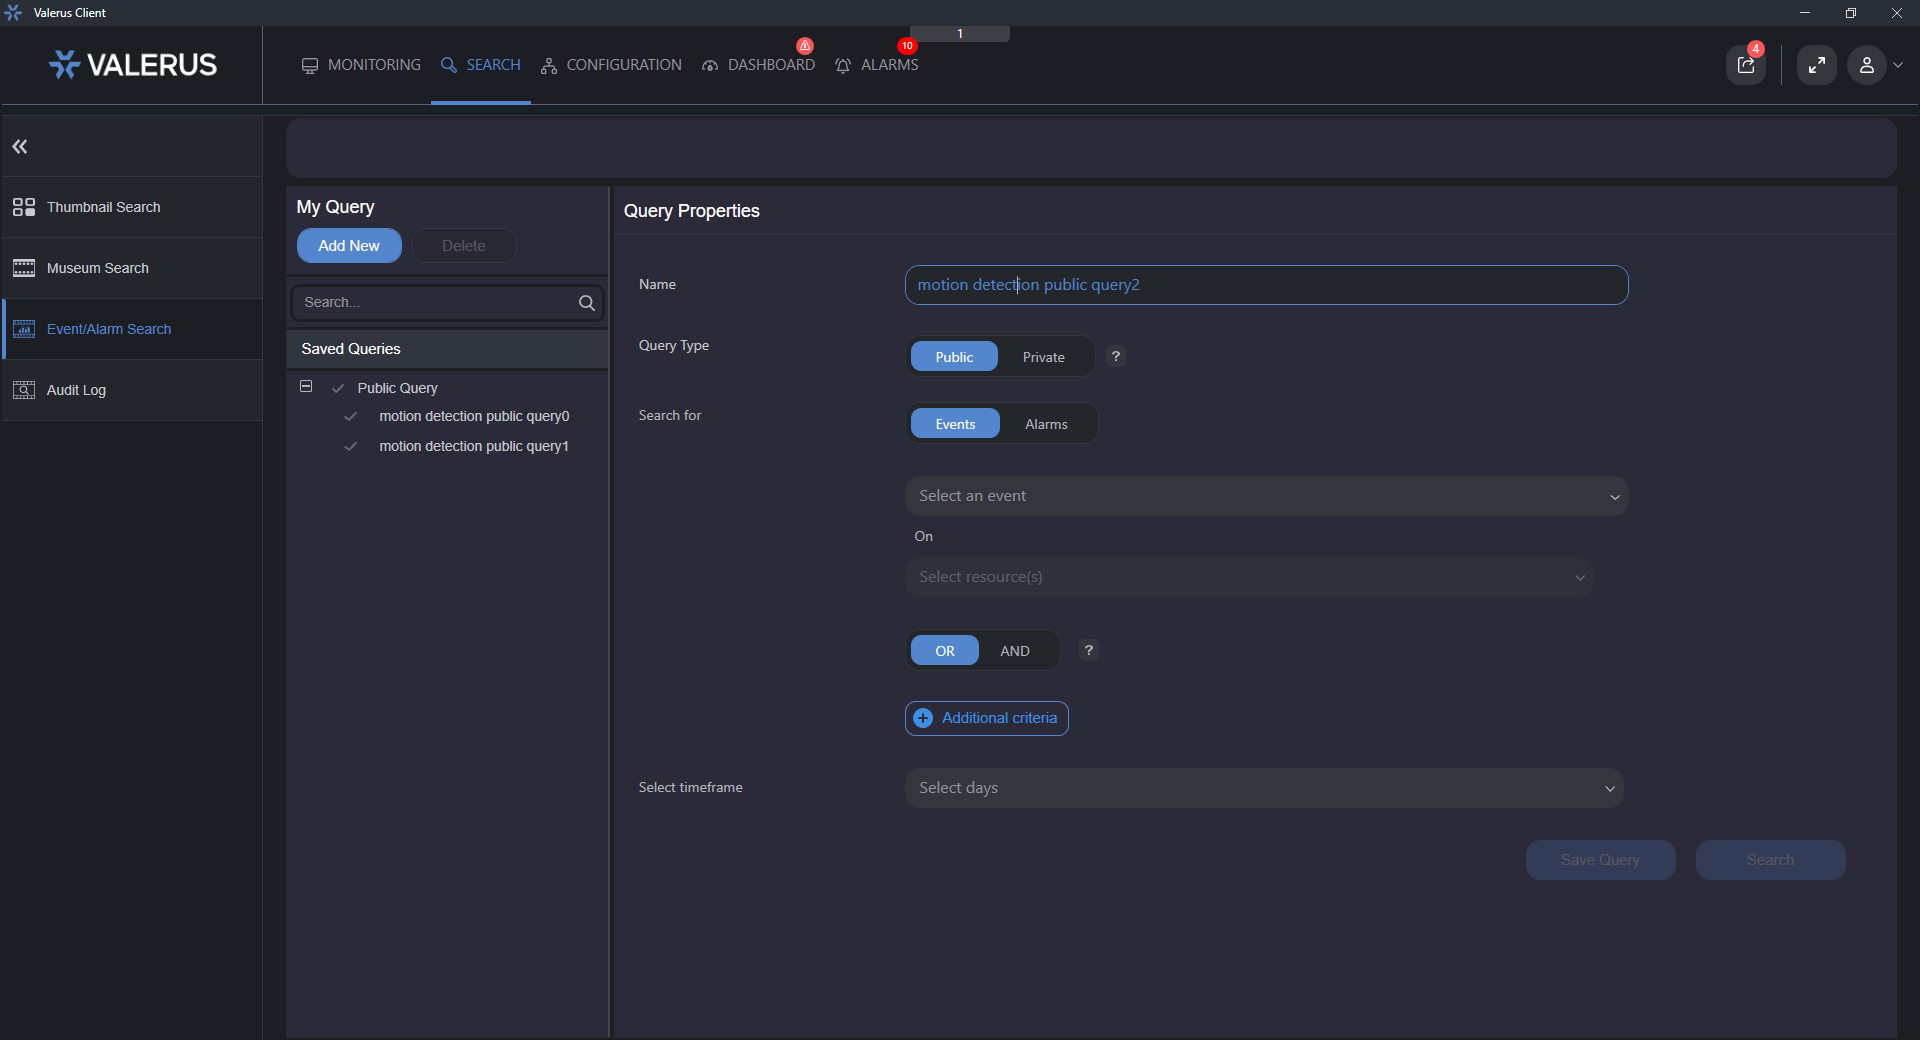 Valerus Client
1
VALERUS
MONITORING
SEARCH
CONFIGURATION
DASHBOARD
10
ALARMS
4
Thumbnail Search
Museum Search
Event/Alarm Search
Audit Log
My Query
Add New
Delete
Search...
Saved Queries
Public Query
motion detection public query0
motion detection public query1
Query Properties
Name
motion detection public query2
Query Type
Public
Private
?
Search for
Events
Alarms
Select an event
On
Select resource(s)
OR
AND
?
Additional criteria
Select timeframe
Select days
Save Query
Search